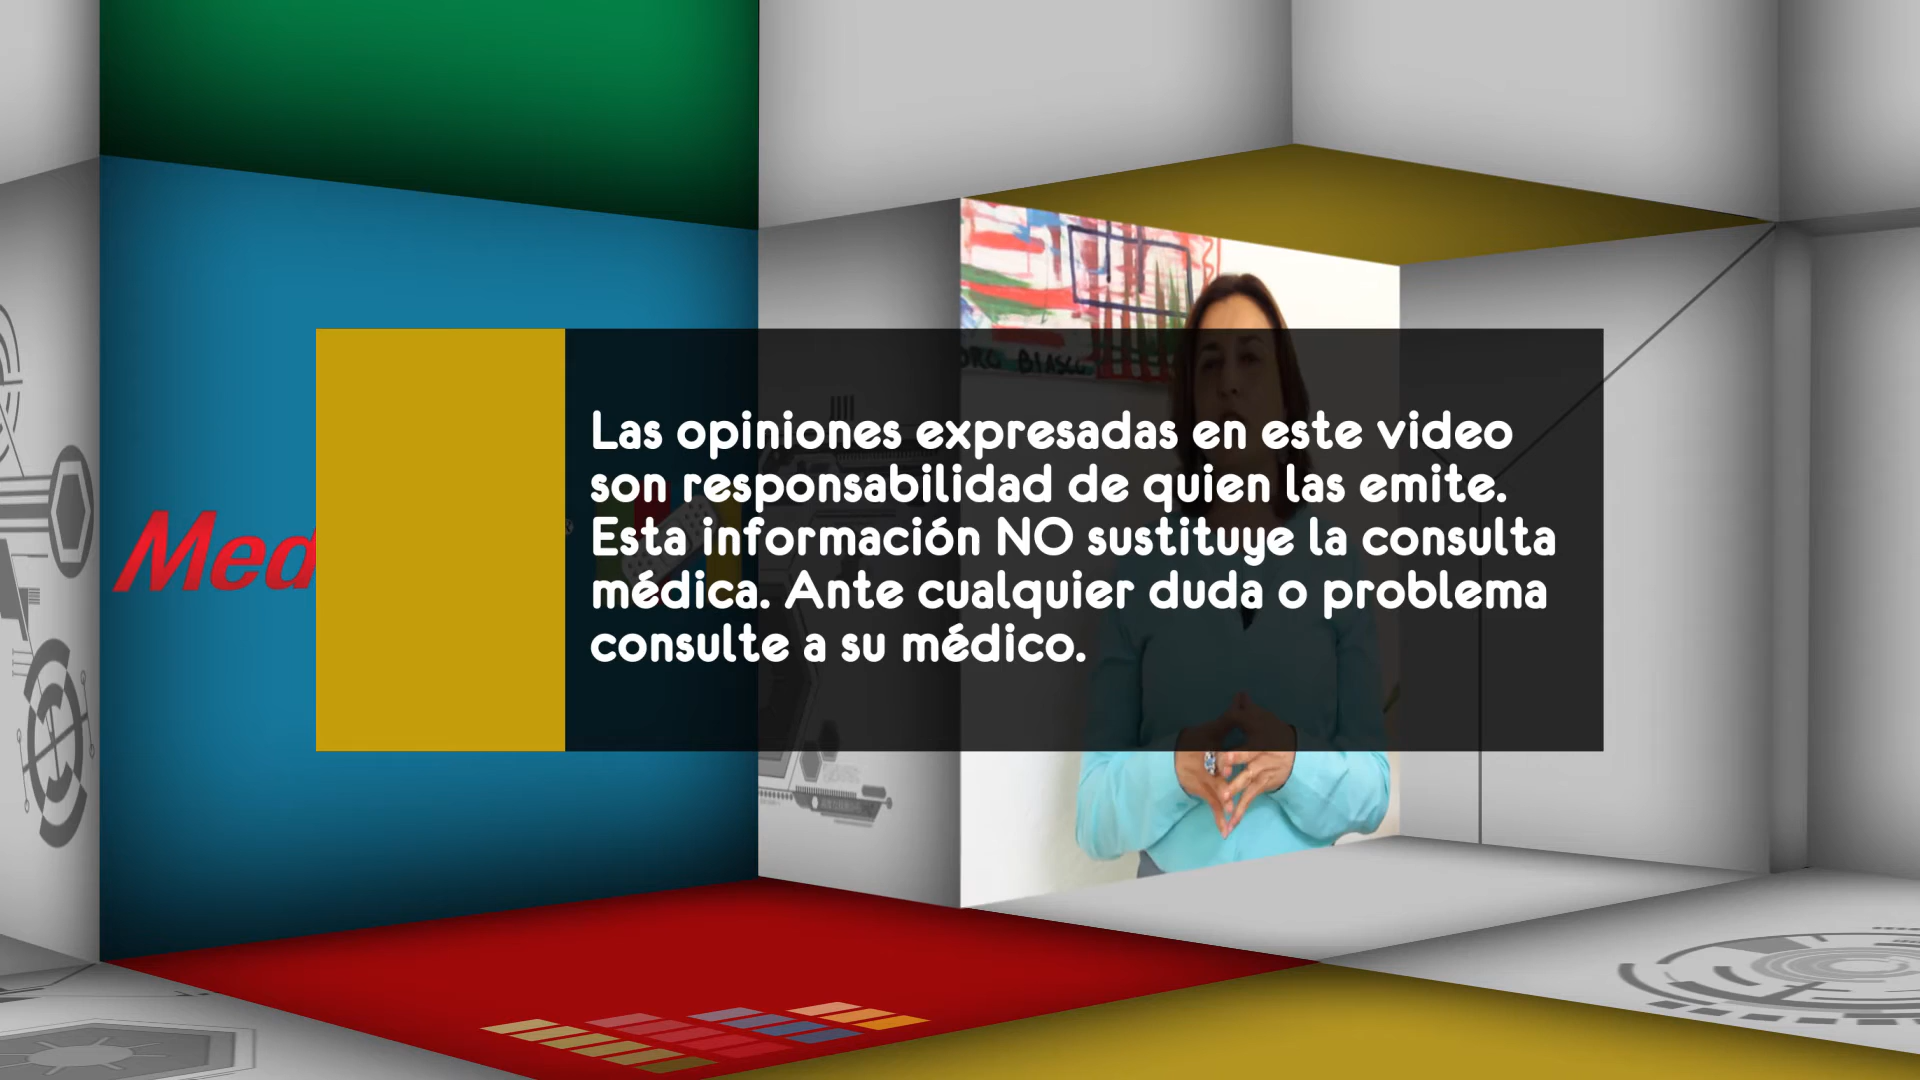 Las opiniones expresadas en este video
son responsabilidad de quien las emite.
Esta información NO sustituye la consulta
médica. Ante cualquier duda o problema
consulte a su médico.
Med